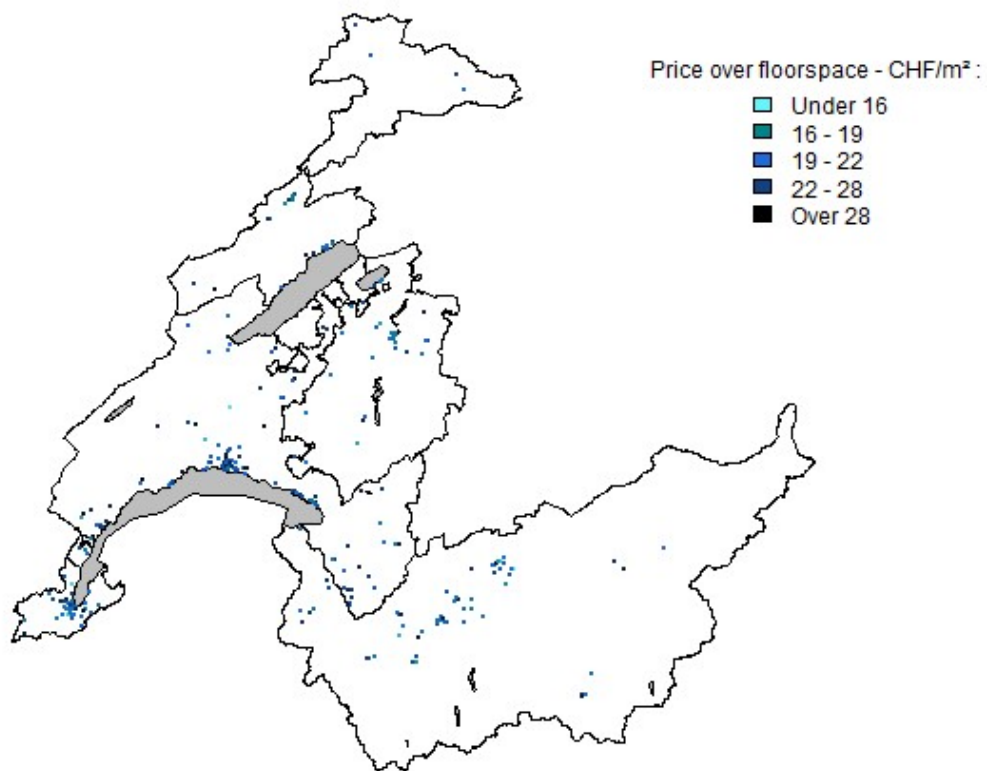 Price over floorspace - CHF/m² :
Under 16
16 - 19
19 - 22
22 - 28
Over 28